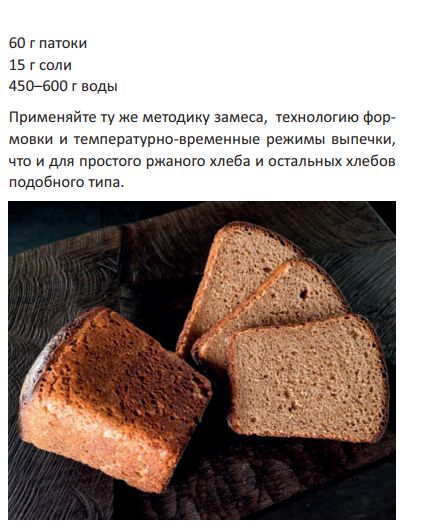 60 г патоки
15 г соли
450–600 г воды
Применяйте ту же методику замеса, технологию фор-
мовки и температурно-временные режимы выпечки,
что и для простого ржаного хлеба и остальных хлебов
подобного типа.